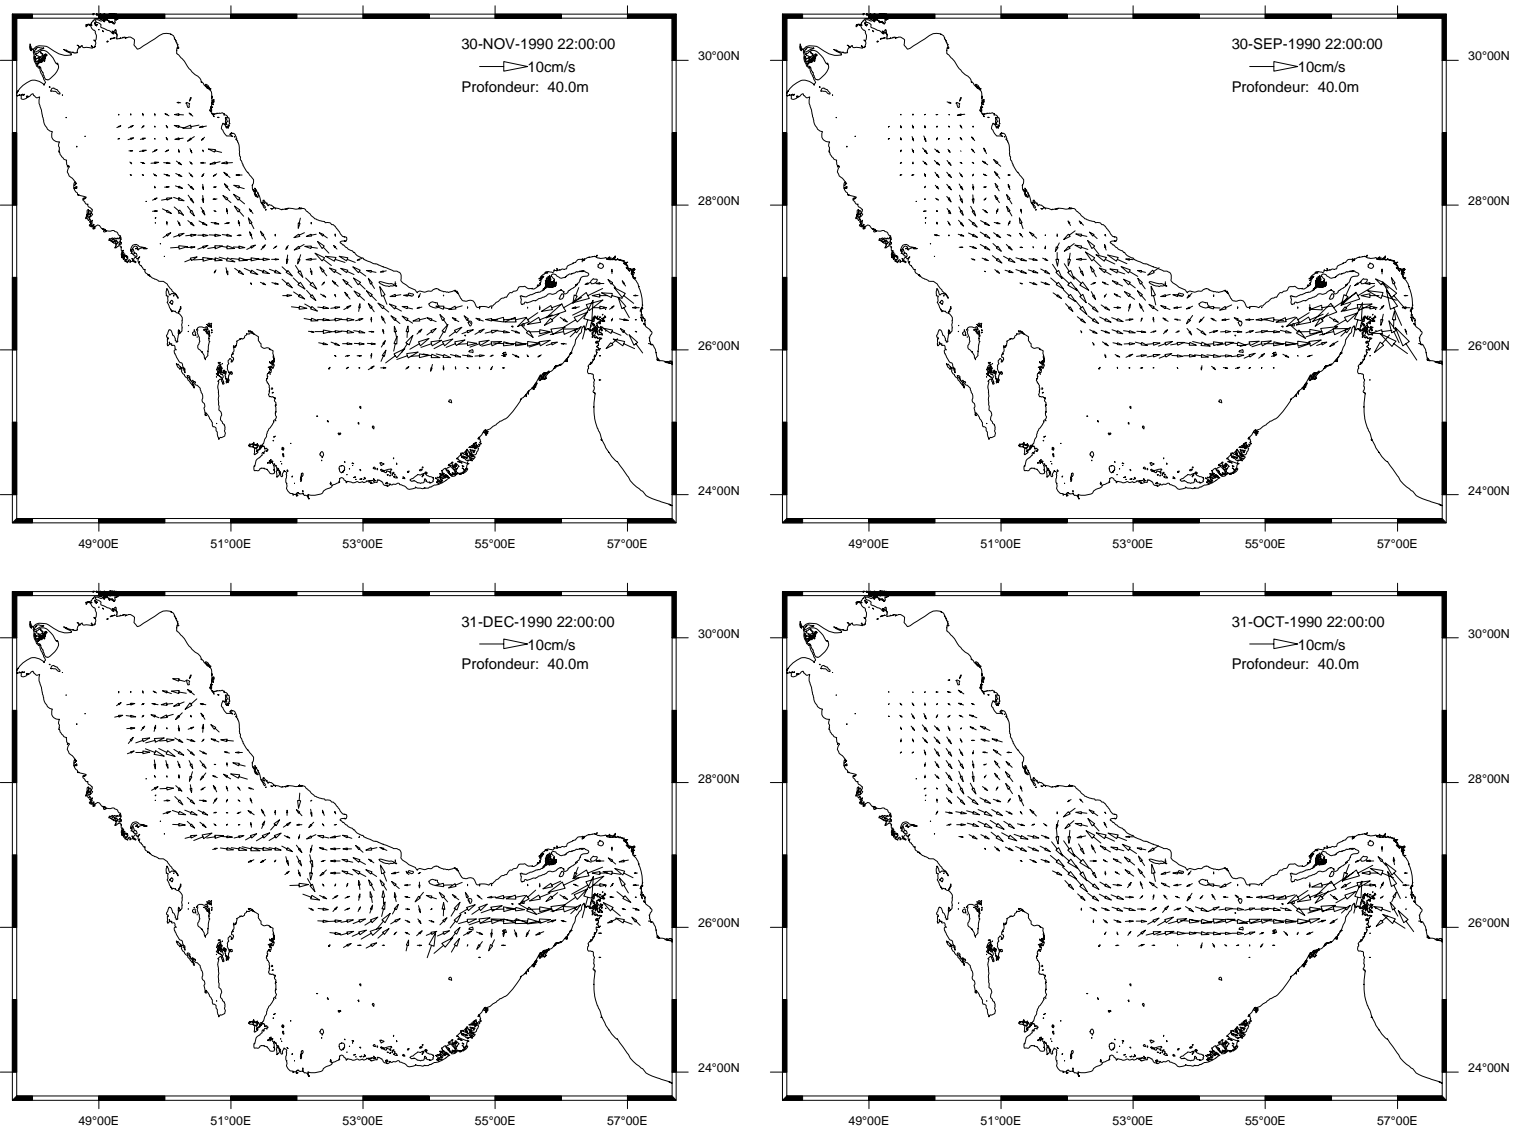 30-NOV-1990 22:00:00
10cm/s
Profondeur: 40.0m
30°00N
28°00N
26°00N
24°00N
49°00E 51°00E 53°00E 55°00E 57°00E
30-SEP-1990 22:00:00
10cm/s
Profondeur: 40.0m
30°00N
28°00N
26°00N
24°00N
49°00E 51°00E 53°00E 55°00E 57°00E
31-DEC-1990 22:00:00
10cm/s
Profondeur: 40.0m
30°00N
28°00N
26°00N
24°00N
49°00E 51°00E 53°00E 55°00E 57°00E
31-OCT-1990 22:00:00
10cm/s
Profondeur: 40.0m
30°00N
28°00N
26°00N
24°00N
49°00E 51°00E 53°00E 55°00E 57°00E